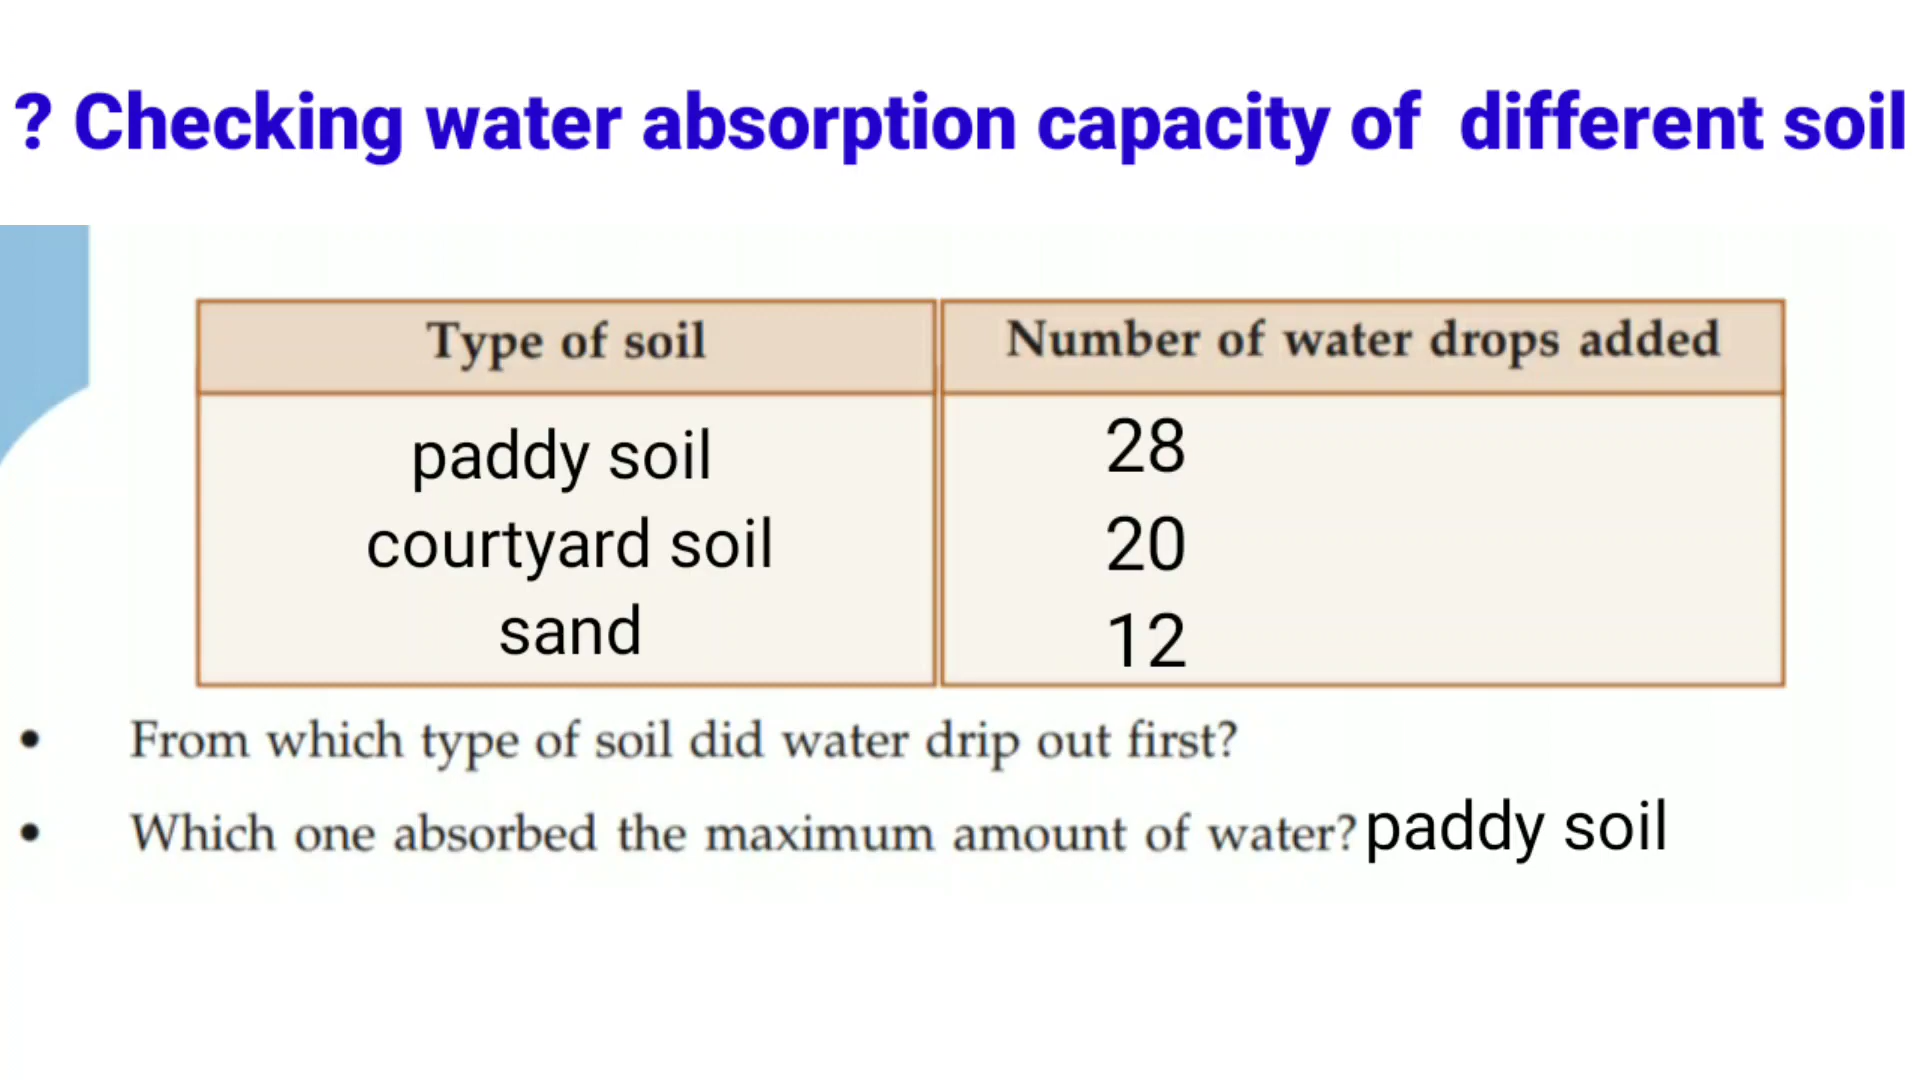 ? Checking water absorption capacity of different soil
Type of soil
Number of water drops added
paddy soil
28
courtyard soil
20
sand
12
• From which type of soil did water drip out first?
• Which one absorbed the maximum amount of water? paddy soil